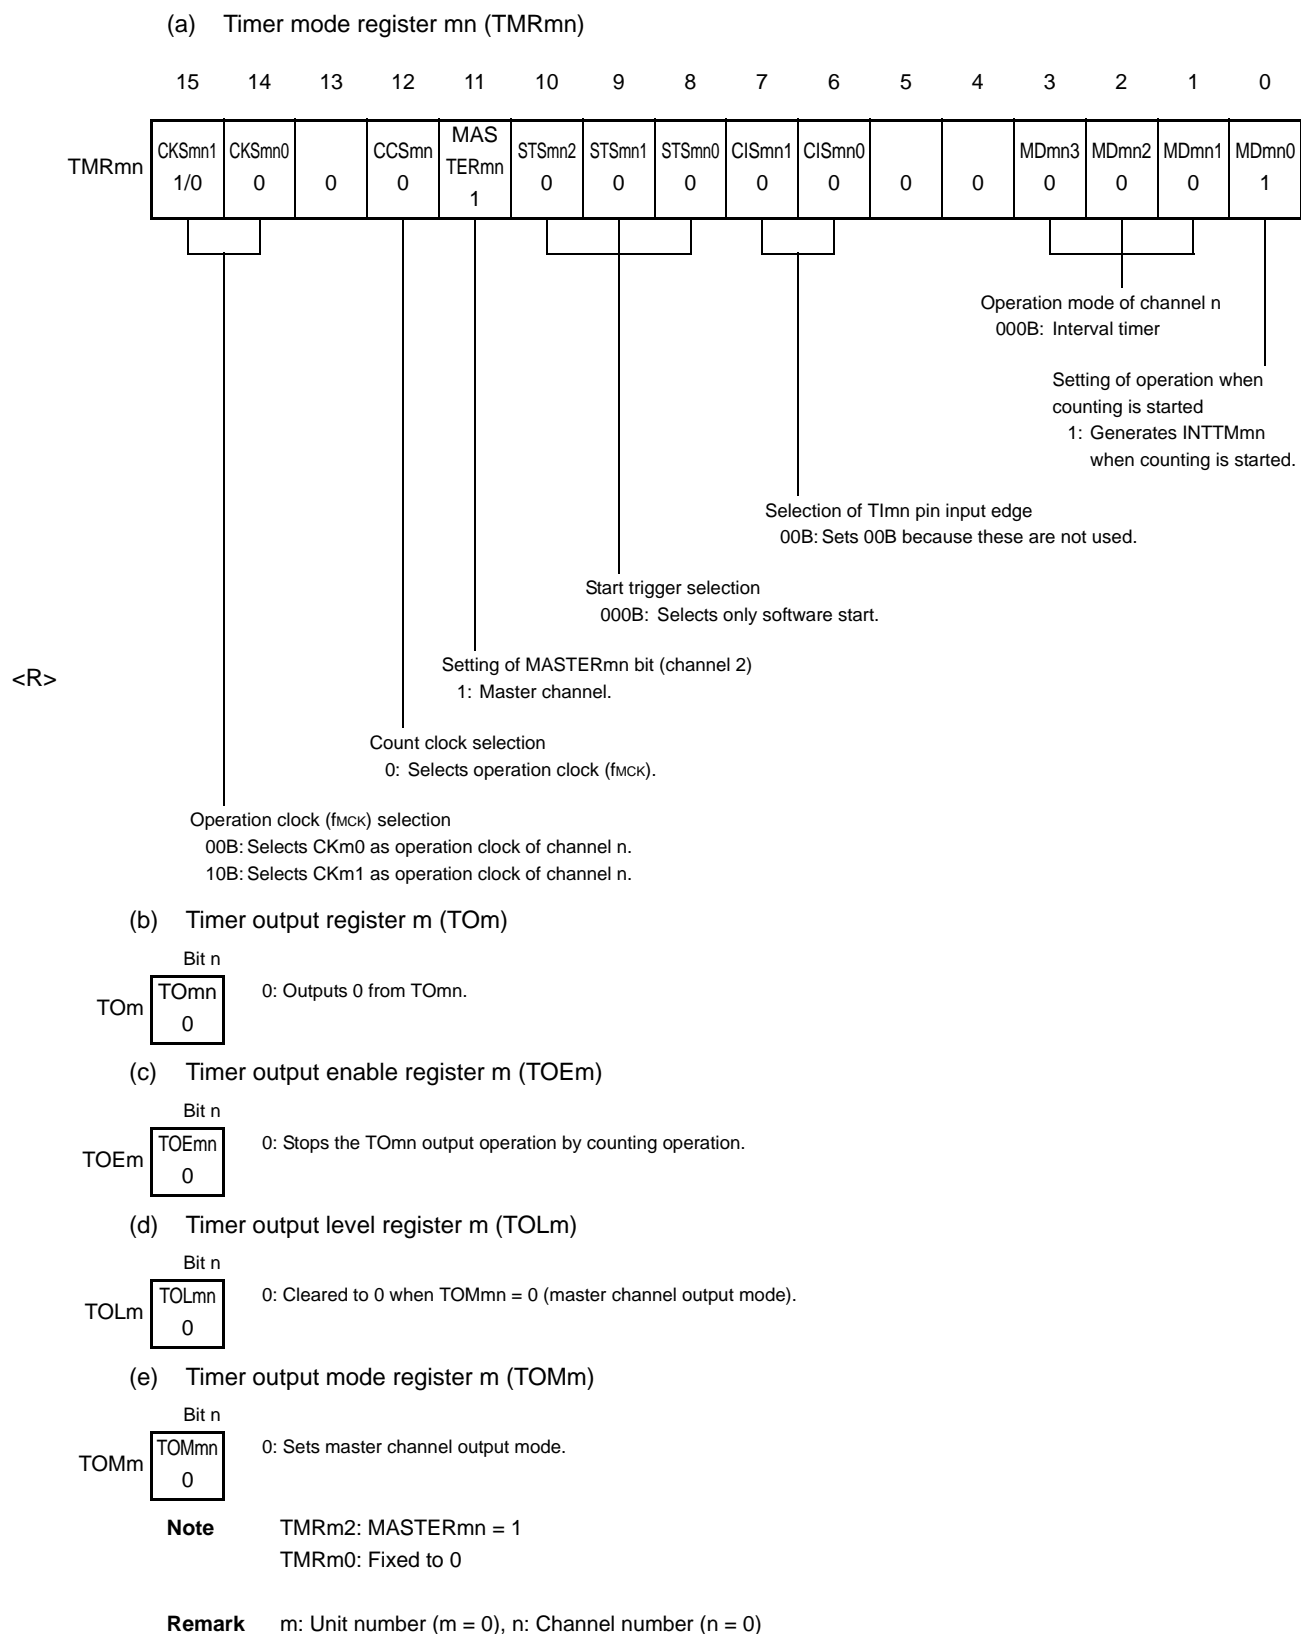 (a) Timer mode register mn (TMRmn)
15 14 13 12 11 10 9 8 7 6 5 4 3 2 1 0
TMRmn
CKSmn1 CKSmn0 CCSmn MAS TERmn STSmn2 STSmn1 STSmn0 CISmn1 CISmn0 MDmn3 MDmn2 MDmn1 MDmn0
1/0 0 0 0 1 0 0 0 0 0 0 0 0 0 0 1
Operation mode of channel n
000B: Interval timer
Setting of operation when
counting is started
1: Generates INTTMmn
when counting is started.
Selection of TImn pin input edge
00B: Sets 00B because these are not used.
Start trigger selection
000B: Selects only software start.
<R>
Setting of MASTERmn bit (channel 2)
1: Master channel.
Count clock selection
0: Selects operation clock (fMCK).
Operation clock (fMCK) selection
00B: Selects CKm0 as operation clock of channel n.
10B: Selects CKm1 as operation clock of channel n.
(b) Timer output register m (TOm)
Bit n
TOm
TOmn
0
0: Outputs 0 from TOmn.
(c) Timer output enable register m (TOEm)
Bit n
TOEm
TOEmn
0
0: Stops the TOmn output operation by counting operation.
(d) Timer output level register m (TOLm)
Bit n
TOLm
TOLmn
0
0: Cleared to 0 when TOMmn = 0 (master channel output mode).
(e) Timer output mode register m (TOMm)
Bit n
TOMm
TOMmn
0
0: Sets master channel output mode.
Note TMRm2: MASTERmn = 1
TMRm0: Fixed to 0
Remark m: Unit number (m = 0), n: Channel number (n = 0)